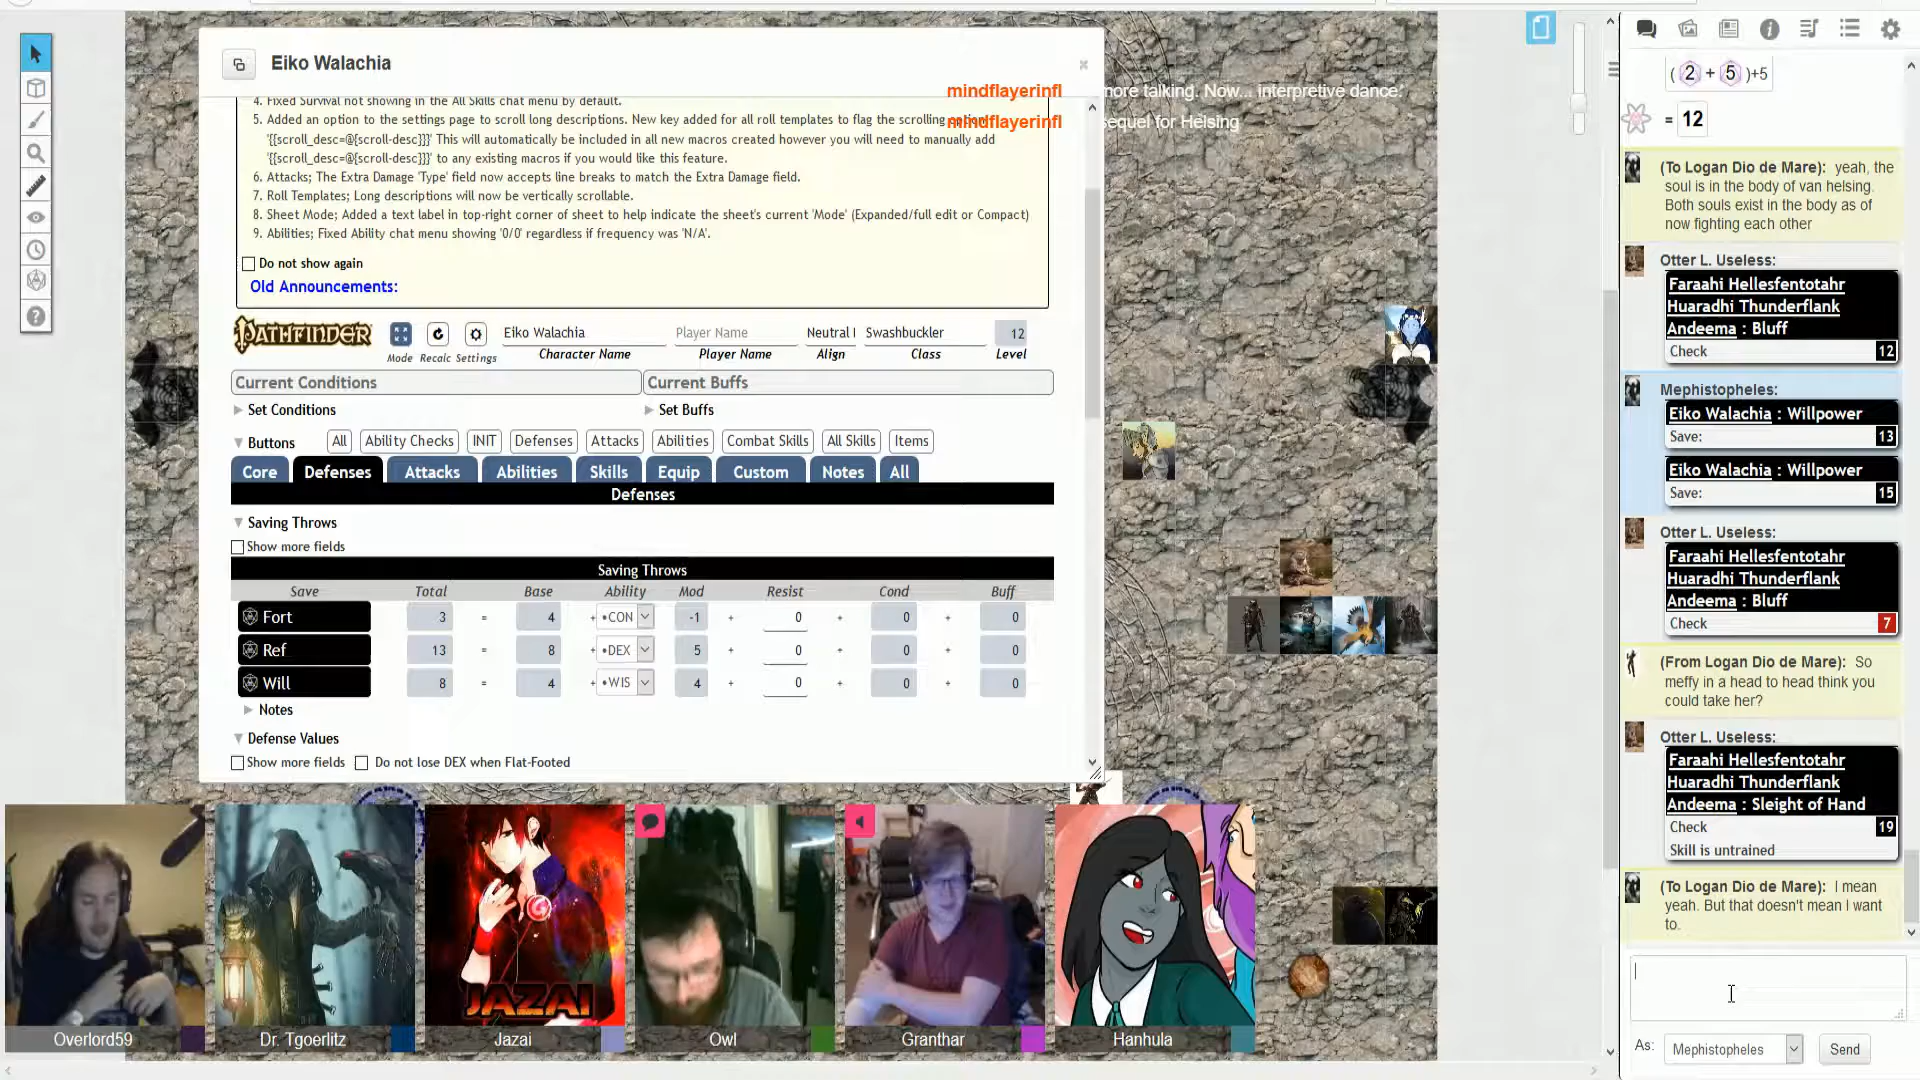 Eiko Walachia
4. Fixed Survival not showing in the All Skills chat menu by default.
5. Added an option to the settings page to scroll long descriptions. New key added for all roll templates to flag the scrolling
'{{scroll_desc=@{scroll-desc}}}' This will automatically be included in all new macros created however you will need to manually add
'{{scroll_desc=@{scroll-desc}}}' to any existing macros if you would like this feature.
6. Attacks; The Extra Damage 'Type' field now accepts line breaks to match the Extra Damage field.
7. Roll Templates; Long descriptions will now be vertically scrollable.
8. Sheet Mode; Added a text label in top-right corner of sheet to help indicate the sheet's current 'Mode' (Expanded/full edit or Compact)
9. Abilities; Fixed Ability chat menu showing '0/0' regardless if frequency was 'N/A'.
Do not show again
Old Announcements:
mindflayerinfl more talking. Now... interpretive dance.
mindflayerinfl sequel for Helsing
PATHFINDER
Mode Recalc Settings
Eiko Walachia Player Name Neutral Swashbuckler 12
Character Name Player Name Align Class Level
Current Conditions Current Buffs
Set Conditions Set Buffs
Buttons All Ability Checks INIT Defenses Attacks Abilities Combat Skills All Skills Items
Core Defenses Attacks Abilities Skills Equip Custom Notes All
Defenses
Saving Throws
Show more fields
Saving Throws
Save Total Base Ability Mod Resist Cond Buff
Fort 3 = 4 + •CON -1 + 0 + 0 + 0
Ref 13 = 8 + •DEX 5 + 0 + 0 + 0
Will 8 = 4 + •WIS 4 + 0 + 0 + 0
Notes
Defense Values
Show more fields Do not lose DEX when Flat-Footed
JAZAI
Overlord59 Dr. Tgoerlitz Jazai Owl Granthar Hanhula
(2 + 5)+5
= 12
(To Logan Dio de Mare): yeah, the
soul is in the body of van helsing.
Both souls exist in the body as of
now fighting each other
Otter L. Useless:
Faraahi Hellesfentotahr
Huaradhi Thunderflank
Andeema : Bluff
Check 12
Mephistopheles:
Eiko Walachia : Willpower
Save: 13
Eiko Walachia : Willpower
Save: 15
Otter L. Useless:
Faraahi Hellesfentotahr
Huaradhi Thunderflank
Andeema : Bluff
Check 7
(From Logan Dio de Mare): So
meffy in a head to head think you
could take her?
Otter L. Useless:
Faraahi Hellesfentotahr
Huaradhi Thunderflank
Andeema : Sleight of Hand
Check 19
Skill is untrained
(To Logan Dio de Mare): I mean
yeah. But that doesn't mean I want
to.
As: Mephistopheles Send